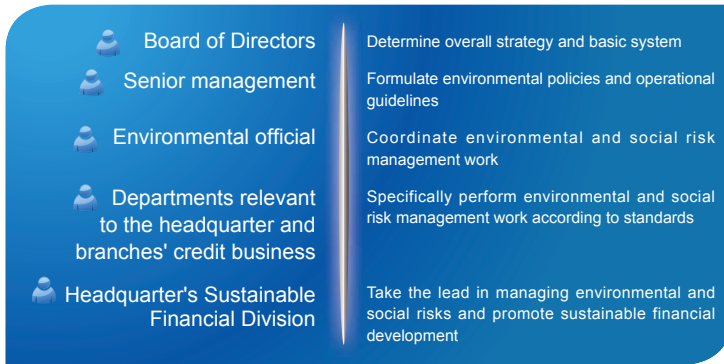 Board of Directors
Determine overall strategy and basic system
Senior management
Formulate environmental policies and operational
guidelines
Environmental official
Coordinate environmental and social risk
management work
Departments relevant
to the headquarter and
branches' credit business
Specifically perform environmental and social
risk management work according to standards
Headquarter's Sustainable
Financial Division
Take the lead in managing environmental and
social risks and promote sustainable financial
development